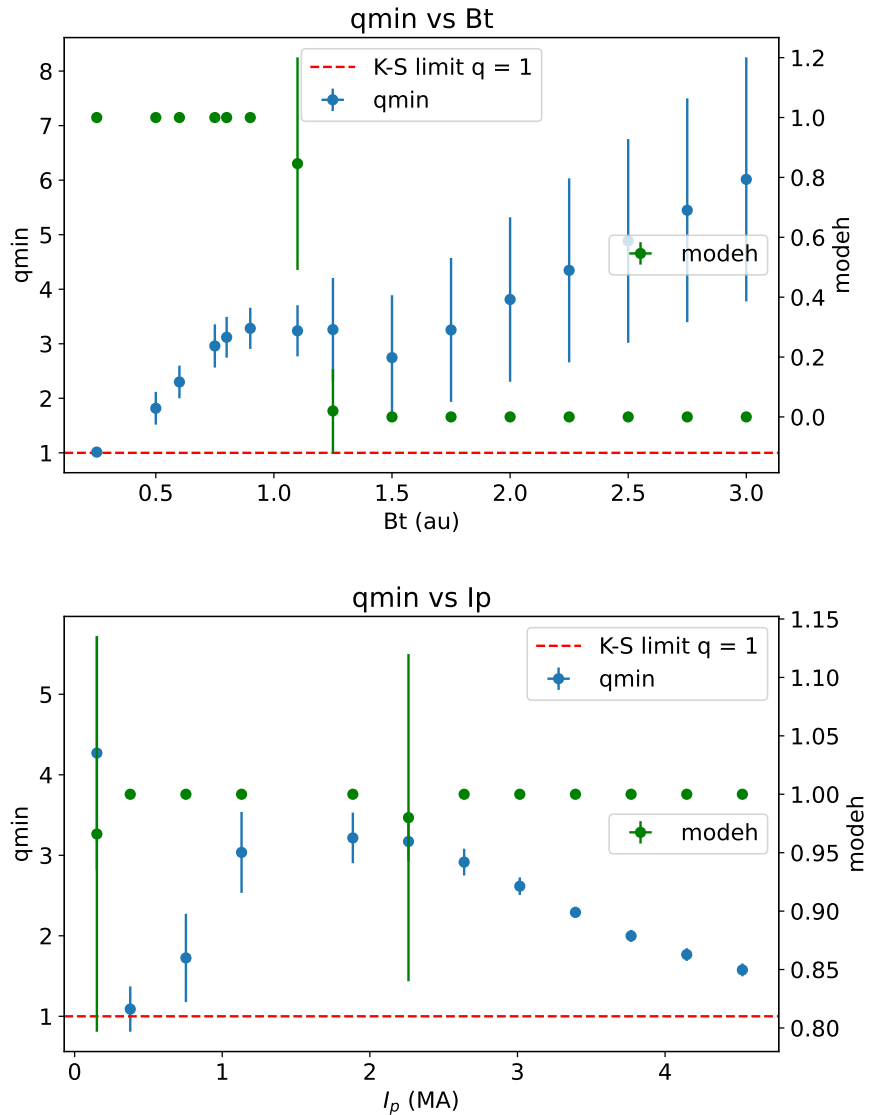 qmin vs Bt
K-S limit q = 1
qmin
modeh
8
7
6
5
4
3
2
1
qmin
1.2
1.0
0.8
0.6
0.4
0.2
0.0
modeh
0.5 1.0 1.5 2.0 2.5 3.0
Bt (au)
qmin vs Ip
K-S limit q = 1
qmin
modeh
5
4
3
2
1
qmin
1.15
1.10
1.05
1.00
0.95
0.90
0.85
0.80
modeh
0 1 2 3 4
I_p (MA)